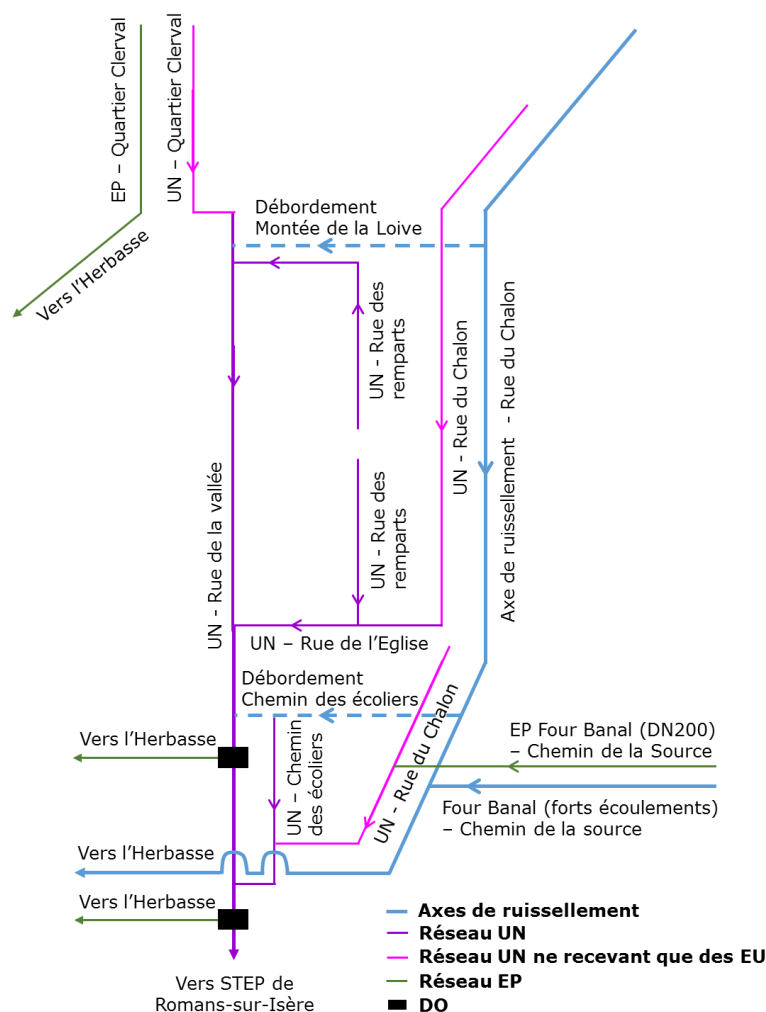 EP – Quartier Clerval
UN – Quartier Clerval
Vers l’Herbasse
Débordement
Montée de la Loive
UN - Rue des
remparts
UN - Rue du Chalon
Axe de ruissellement - Rue du Chalon
UN - Rue de la vallée
UN - Rue des
remparts
UN – Rue de l’Eglise
Débordement
Chemin des écoliers
Vers l’Herbasse
UN – Chemin
des écoliers
UN - Rue du Chalon
EP Four Banal (DN200)
– Chemin de la Source
Four Banal (forts écoulements)
– Chemin de la source
Vers l’Herbasse
Vers l’Herbasse
Vers STEP de
Romans-sur-Isère
Axes de ruissellement
Réseau UN
Réseau UN ne recevant que des EU
Réseau EP
DO